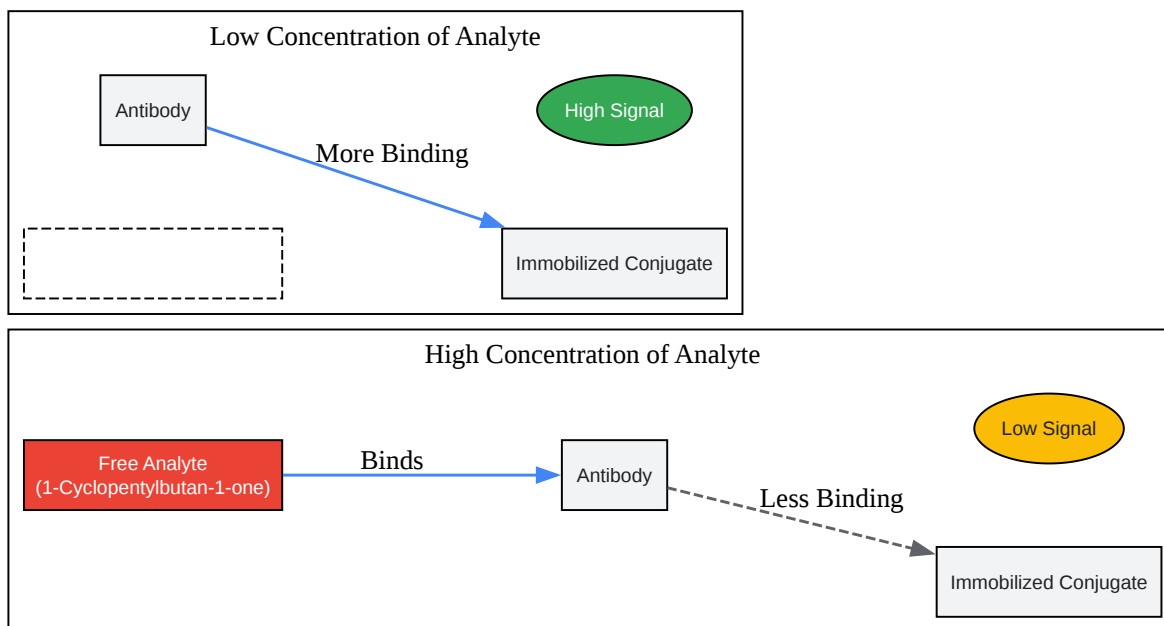 Low Concentration of Analyte
Antibody
High Signal
More Binding
Immobilized Conjugate
High Concentration of Analyte
Low Signal
Free Analyte
(1-Cyclopentylbutan-1-one)
Binds
Antibody
Less Binding
Immobilized Conjugate